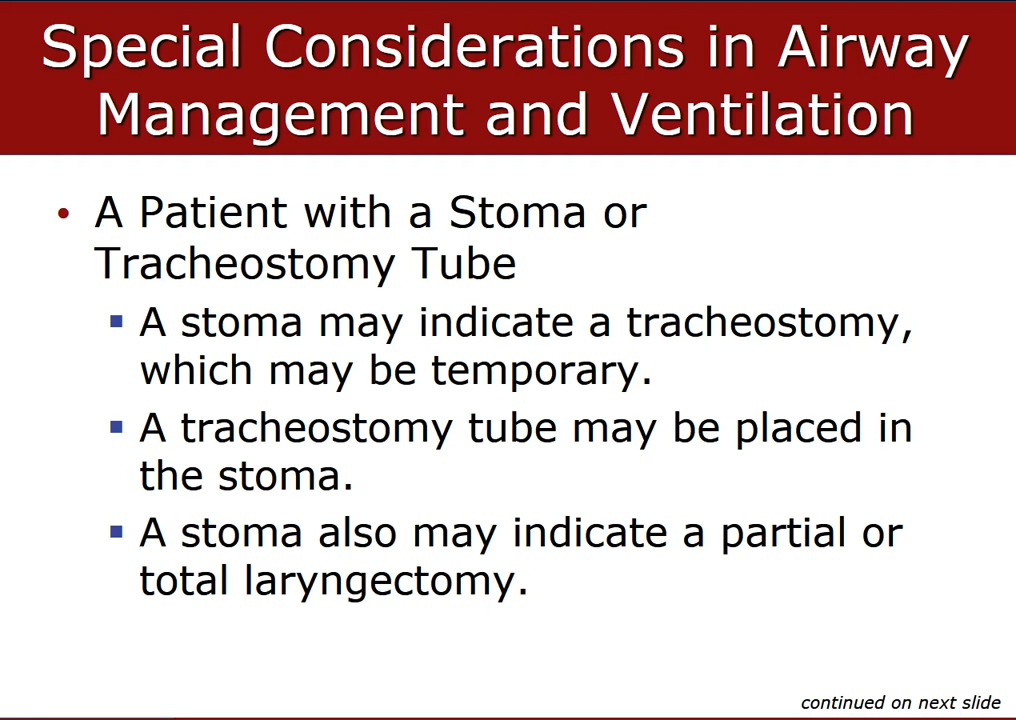 Special Considerations in Airway
Management and Ventilation
• A Patient with a Stoma or
Tracheostomy Tube
▪ A stoma may indicate a tracheostomy,
which may be temporary.
▪ A tracheostomy tube may be placed in
the stoma.
▪ A stoma also may indicate a partial or
total laryngectomy.
continued on next slide